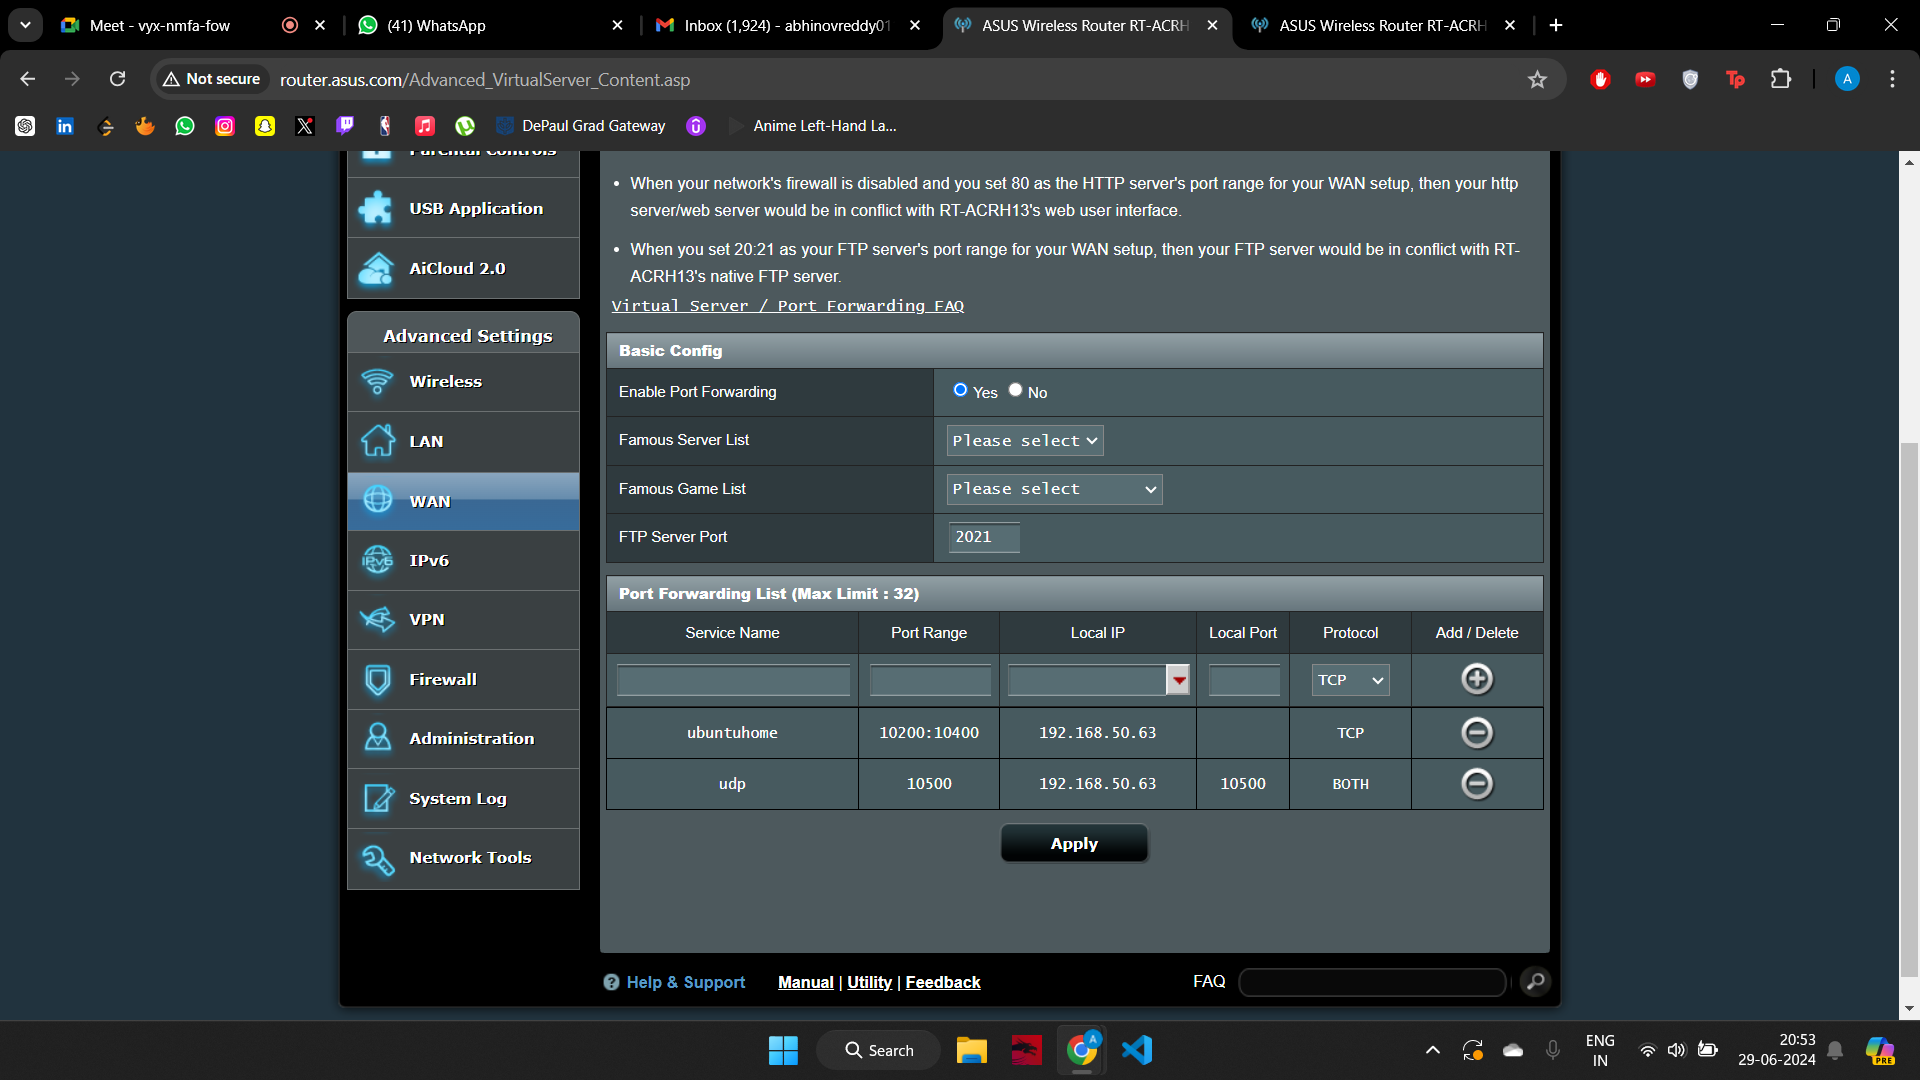 Meet - vyx-nmfa-fow
(41) WhatsApp
Inbox (1,924) - abhinovreddy01
ASUS Wireless Router RT-ACRH
ASUS Wireless Router RT-ACRH
Not secure
router.asus.com/Advanced_VirtualServer_Content.asp
A
DePaul Grad Gateway
Anime Left-Hand La...
Parental Controls
USB Application
AiCloud 2.0
Advanced Settings
Wireless
LAN
WAN
IPv6
VPN
Firewall
Administration
System Log
Network Tools
• When your network's firewall is disabled and you set 80 as the HTTP server's port range for your WAN setup, then your http
server/web server would be in conflict with RT-ACRH13's web user interface.
• When you set 20:21 as your FTP server's port range for your WAN setup, then your FTP server would be in conflict with RT-
ACRH13's native FTP server.
Virtual Server / Port Forwarding FAQ
Basic Config
Enable Port Forwarding Yes No
Famous Server List Please select
Famous Game List Please select
FTP Server Port 2021
Port Forwarding List (Max Limit : 32)
Service Name Port Range Local IP Local Port Protocol Add / Delete
TCP
ubuntuhome 10200:10400 192.168.50.63 TCP
udp 10500 192.168.50.63 10500 BOTH
Apply
Help & Support Manual | Utility | Feedback FAQ
Search
ENG
IN
20:53
29-06-2024
PRE